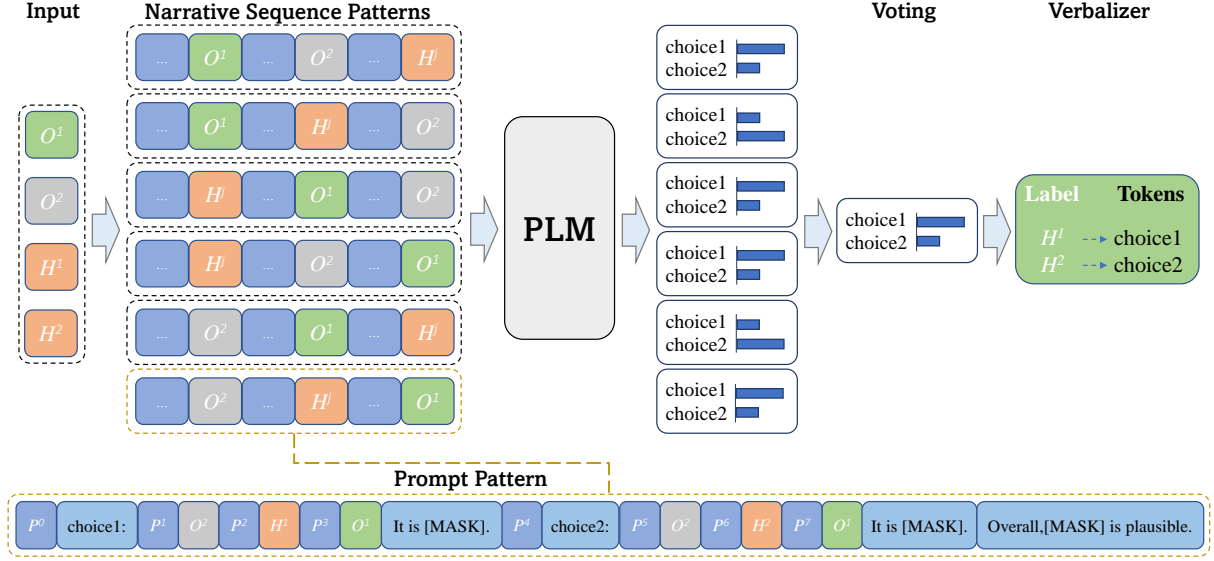 Input
Narrative Sequence Patterns
Voting
Verbalizer
O¹
O²
H¹
H²
... O¹ ... O² ... Hʲ
... O¹ ... Hʲ ... O²
... Hʲ ... O¹ ... O²
... Hʲ ... O² ... O¹
... O² ... O¹ ... Hʲ
... O² ... Hʲ ... O¹
PLM
choice1
choice2
choice1
choice2
choice1
choice2
choice1
choice2
choice1
choice2
choice1
choice2
choice1
choice2
Label Tokens
H¹ choice1
H² choice2
Prompt Pattern
P⁰ choice1: P¹ O² P² H¹ P³ O¹ It is [MASK]. P⁴ choice2: P⁵ O² P⁶ H² P⁷ O¹ It is [MASK]. Overall,[MASK] is plausible.